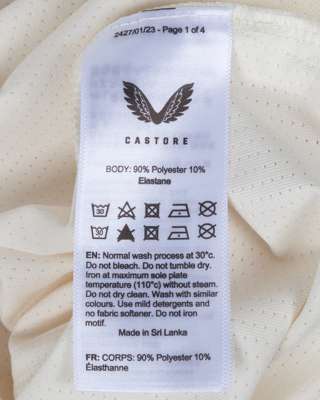 2427/01/23 - Page 1 of 4
CASTORE
BODY: 90% Polyester 10%
Elastane
EN: Normal wash process at 30°c.
Do not bleach. Do not tumble dry.
Iron at maximum sole plate
temperature (110°c) without steam.
Do not dry clean. Wash with similar
colours. Use mild detergents and
no fabric softener. Do not iron
motif.
Made in Sri Lanka
FR: CORPS: 90% Polyester 10%
Élasthanne